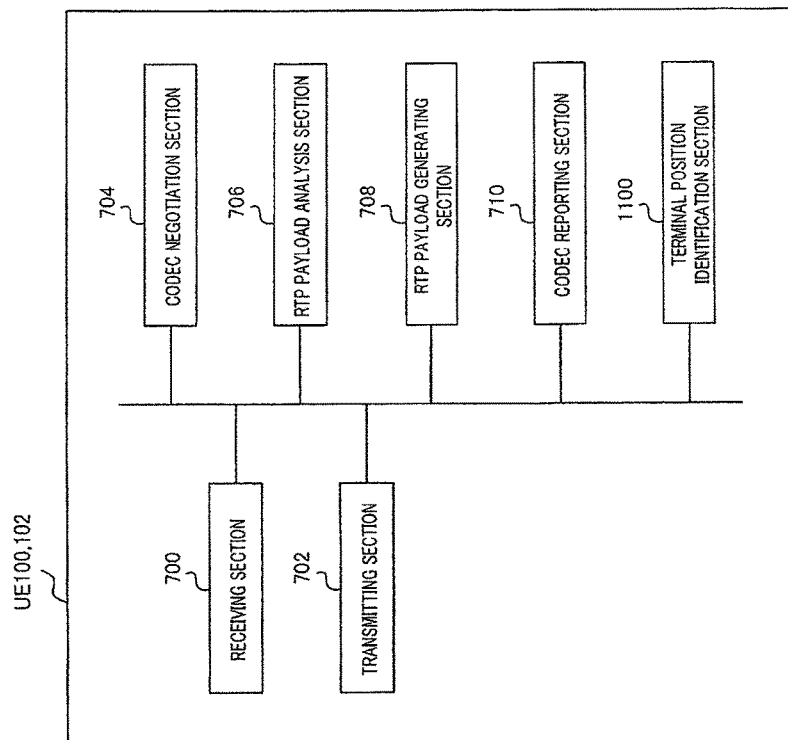 UE100,102
700
RECEIVING SECTION
702
TRANSMITTING SECTION
704
CODEC NEGOTIATION SECTION
706
RTP PAYLOAD ANALYSIS SECTION
708
RTP PAYLOAD GENERATING
SECTION
710
CODEC REPORTING SECTION
1100
TERMINAL POSITION
IDENTIFICATION SECTION